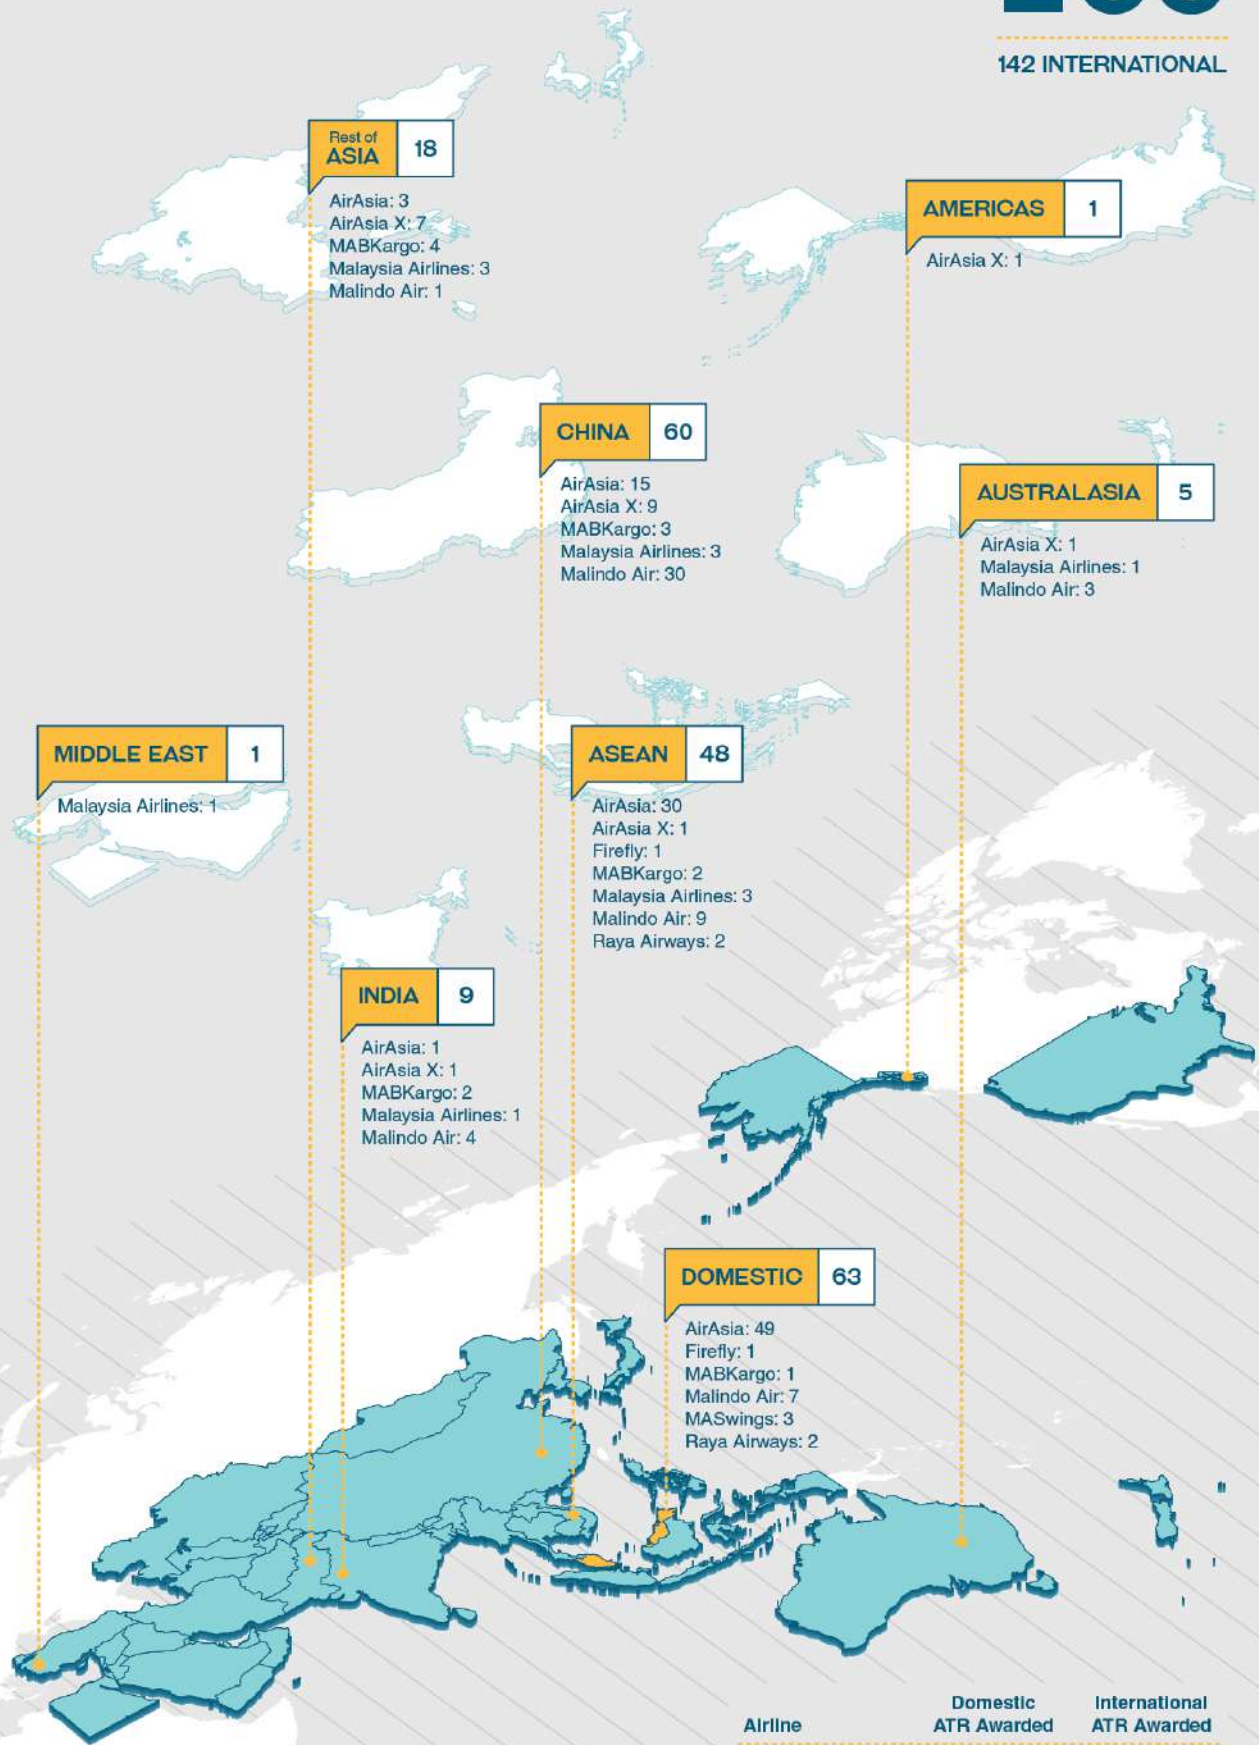 142 INTERNATIONAL
Rest of
ASIA 18
AirAsia: 3
AirAsia X: 7
MABKargo: 4
Malaysia Airlines: 3
Malindo Air: 1
AMERICAS 1
AirAsia X: 1
CHINA 60
AirAsia: 15
AirAsia X: 9
MABKargo: 3
Malaysia Airlines: 3
Malindo Air: 30
AUSTRALASIA 5
AirAsia X: 1
Malaysia Airlines: 1
Malindo Air: 3
MIDDLE EAST 1
Malaysia Airlines: 1
ASEAN 48
AirAsia: 30
AirAsia X: 1
Firefly: 1
MABKargo: 2
Malaysia Airlines: 3
Malindo Air: 9
Raya Airways: 2
INDIA 9
AirAsia: 1
AirAsia X: 1
MABKargo: 2
Malaysia Airlines: 1
Malindo Air: 4
DOMESTIC 63
AirAsia: 49
Firefly: 1
MABKargo: 1
Malindo Air: 7
MASwings: 3
Raya Airways: 2
Domestic International
Airline ATR Awarded ATR Awarded